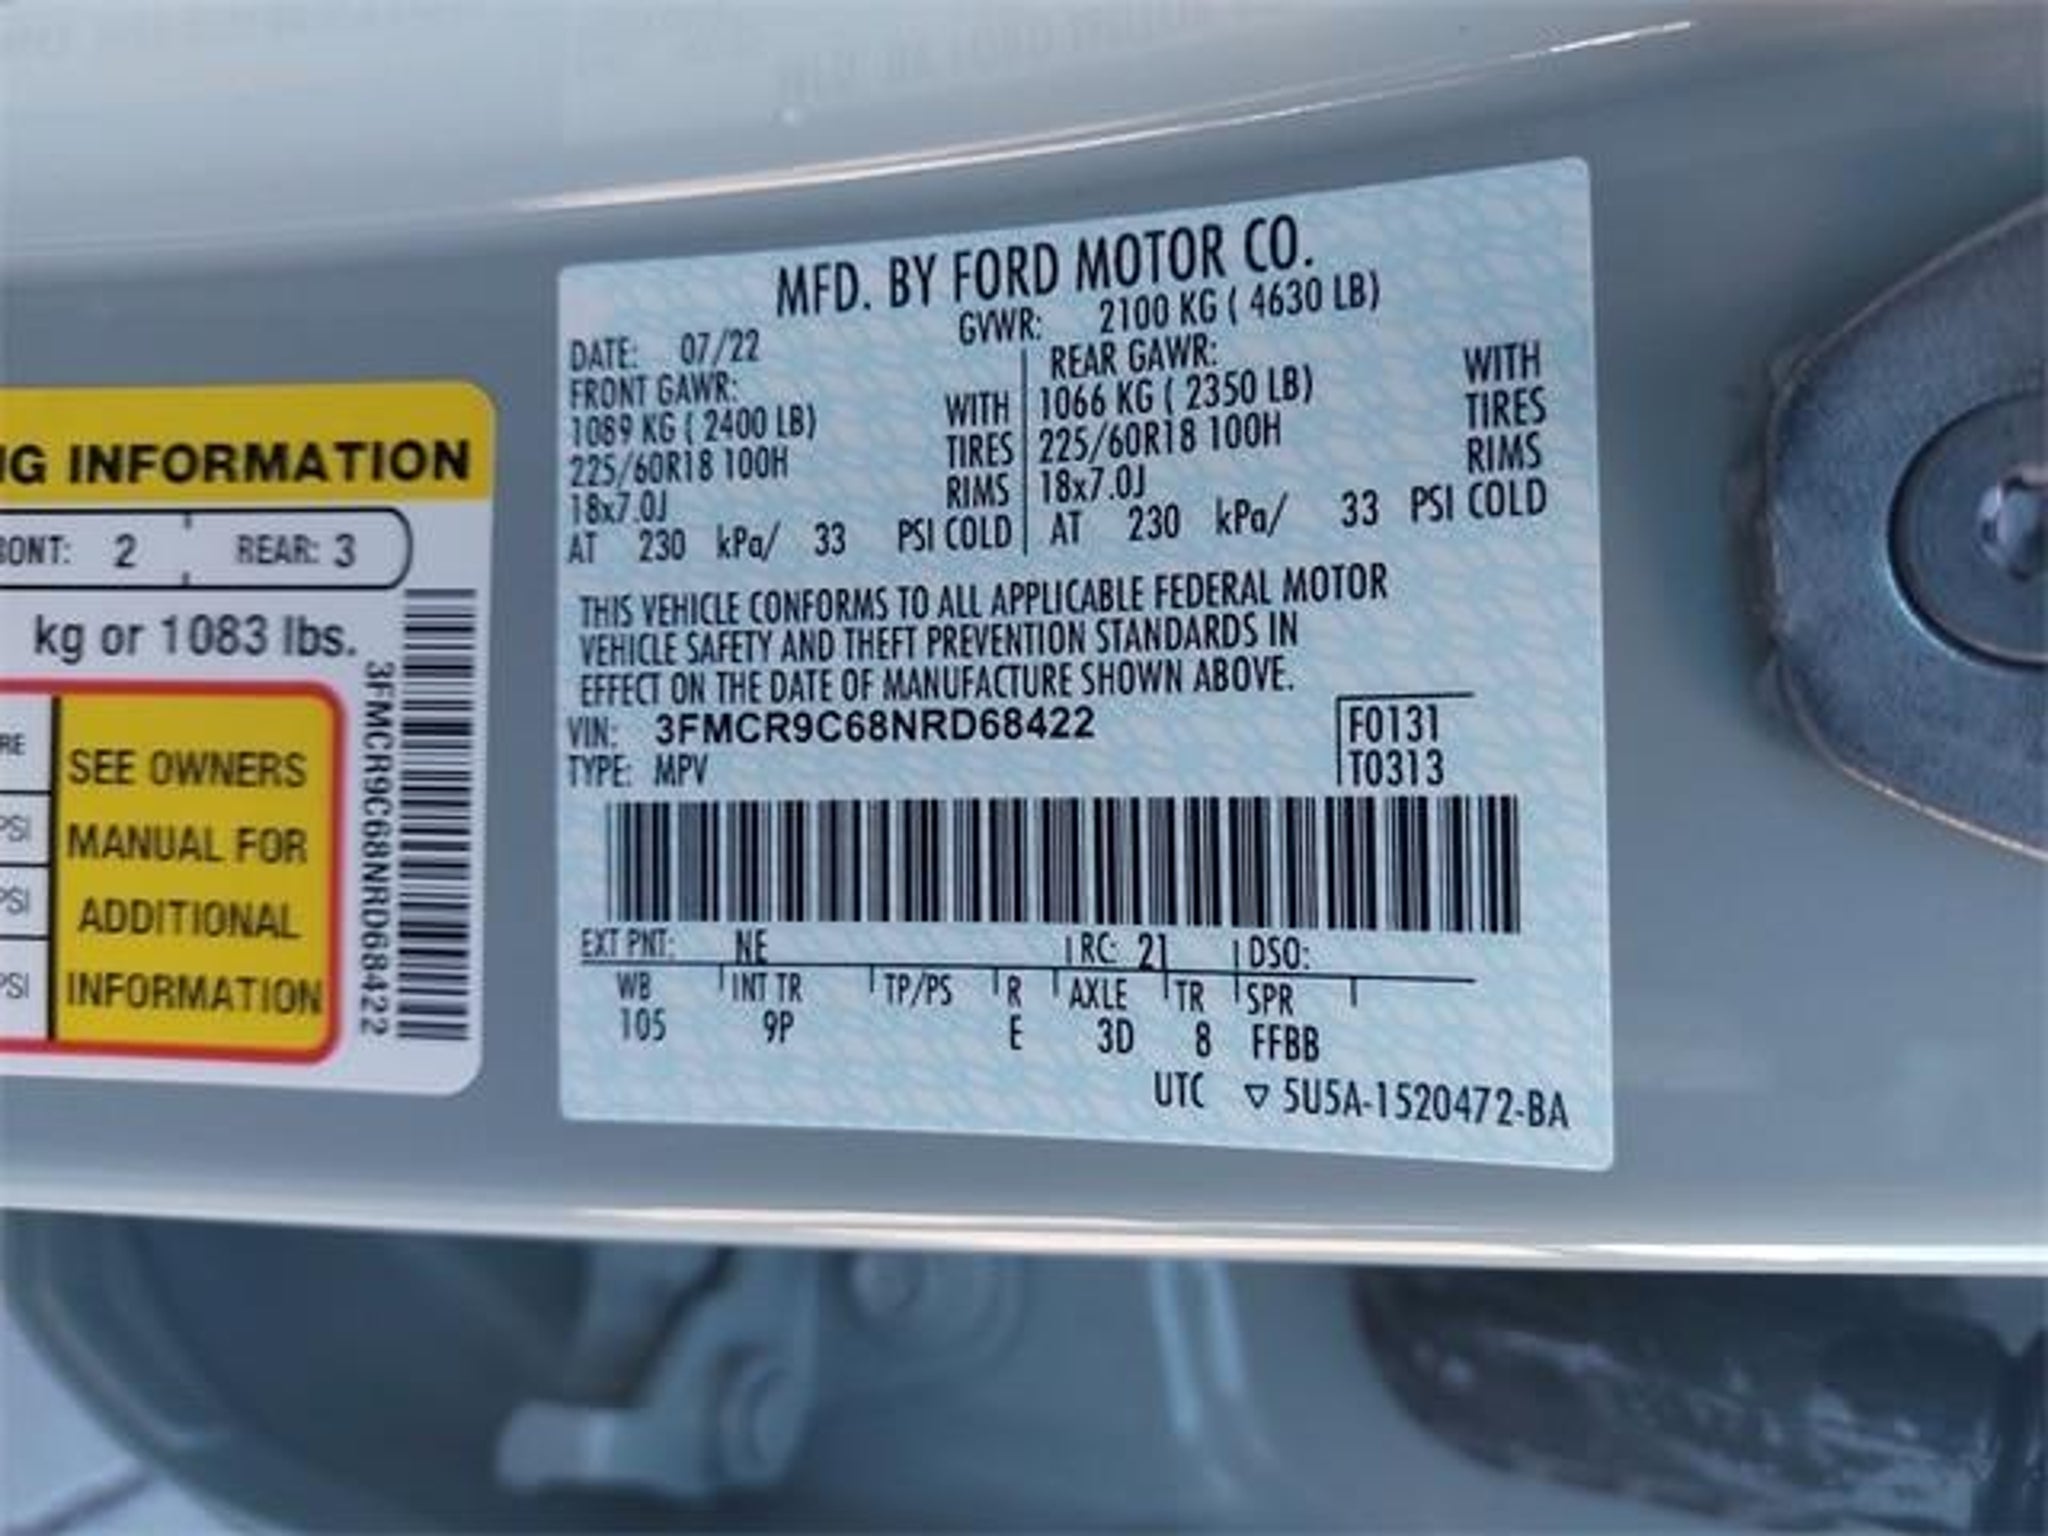 MFD. BY FORD MOTOR CO.
DATE: 07/22
GVWR: 2100 KG ( 4630 LB)
FRONT GAWR:
1089 KG ( 2400 LB) WITH
225/60R18 100H TIRES
18x7.0J RIMS
AT 230 kPa/ 33 PSI COLD
REAR GAWR: WITH
1066 KG ( 2350 LB) TIRES
225/60R18 100H RIMS
18x7.0J
AT 230 kPa/ 33 PSI COLD
THIS VEHICLE CONFORMS TO ALL APPLICABLE FEDERAL MOTOR
VEHICLE SAFETY AND THEFT PREVENTION STANDARDS IN
EFFECT ON THE DATE OF MANUFACTURE SHOWN ABOVE.
VIN: 3FMCR9C68NRD68422 F0131
TYPE: MPV T0313
EXT PNT: NE RC: 21 DSO:
WB INT TR TP/PS R AXLE TR SPR
105 9P E 3D 8 FFBB
UTC ▽ 5U5A-1520472-BA
INFORMATION
2 REAR: 3
kg or 1083 lbs.
PSI
PSI
PSI
SEE OWNERS
MANUAL FOR
ADDITIONAL
INFORMATION
3FMCR9C68NRD68422